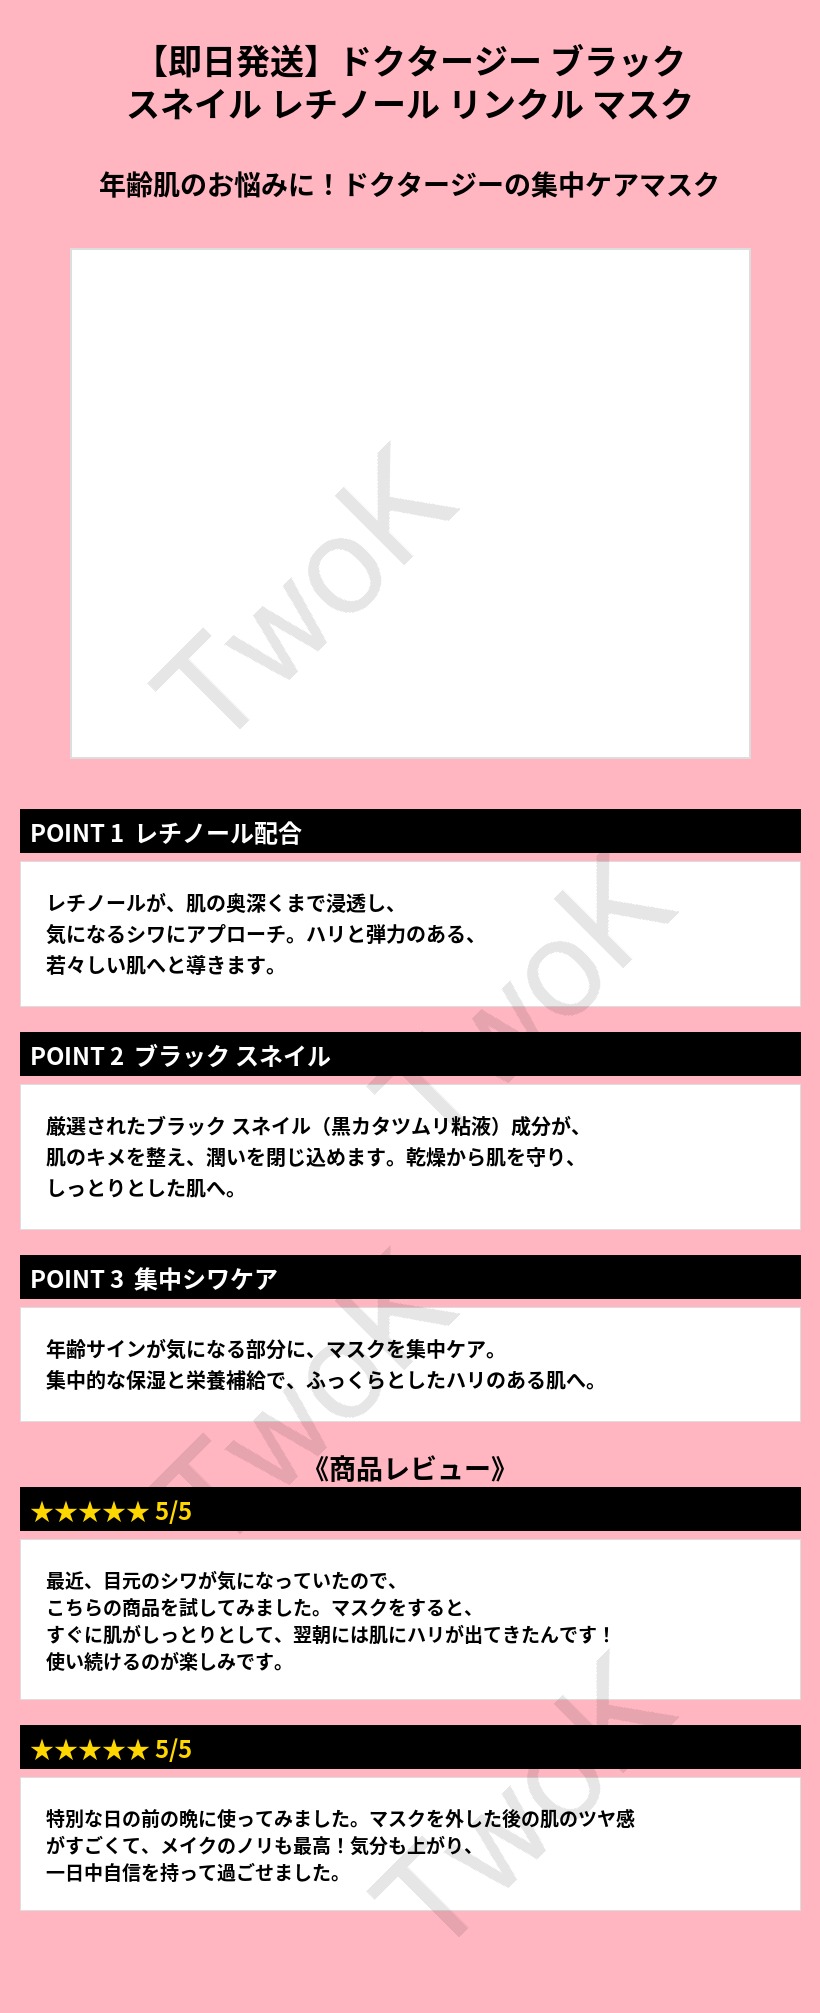 【即日発送】ドクタージー ブラック
スネイル レチノール リンクル マスク
年齢肌のお悩みに！ドクタージーの集中ケアマスク
TwoK
POINT 1 レチノール配合
レチノールが、肌の奥深くまで浸透し、
気になるシワにアプローチ。ハリと弾力のある、
若々しい肌へと導きます。
TwoK
POINT 2 ブラック スネイル
厳選されたブラック スネイル（黒カタツムリ粘液）成分が、
肌のキメを整え、潤いを閉じ込めます。乾燥から肌を守り、
しっとりとした肌へ。
POINT 3 集中シワケア
年齢サインが気になる部分に、マスクを集中ケア。
集中的な保湿と栄養補給で、ふっくらとしたハリのある肌へ。
TwoK
《商品レビュー》
★★★★★ 5/5
最近、目元のシワが気になっていたので、
こちらの商品を試してみました。マスクをすると、
すぐに肌がしっとりとして、翌朝には肌にハリが出てきたんです！
使い続けるのが楽しみです。
★★★★★ 5/5
特別な日の前の晩に使ってみました。マスクを外した後の肌のツヤ感
がすごくて、メイクのノリも最高！気分も上がり、
一日中自信を持って過ごせました。
TwoK